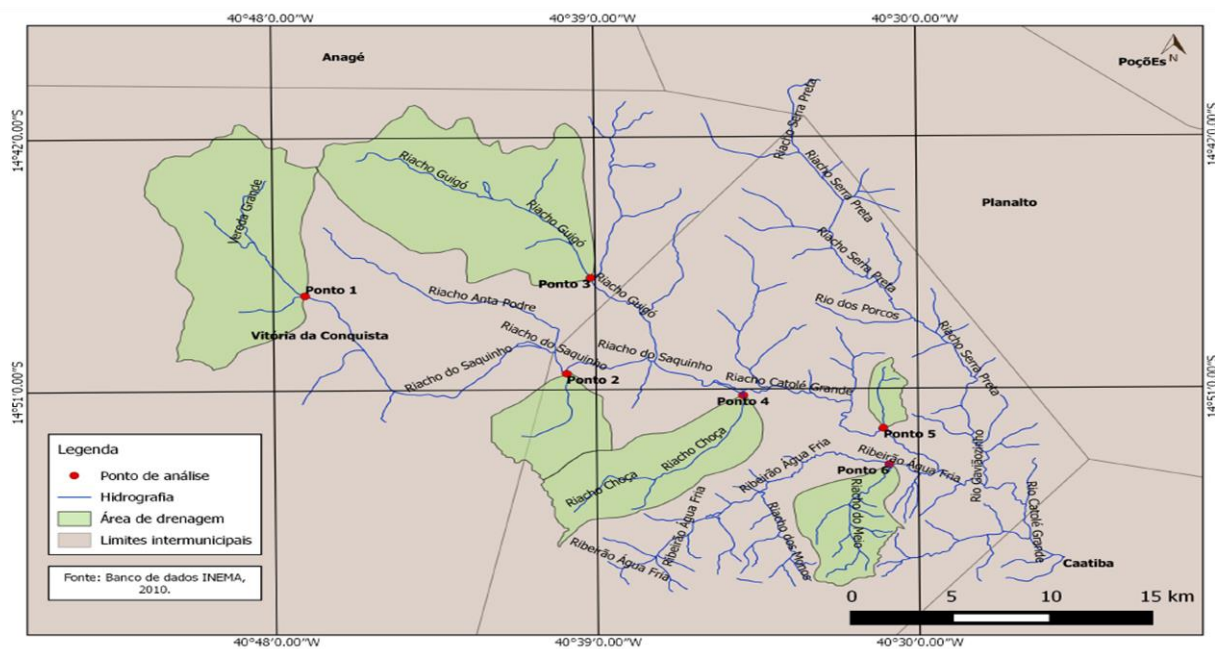 40°48'0.00"W
40°39'0.00"W
40°30'0.00"W
Anagé
PoçõEs
N
14°42'0.00"S
14°42'0.00"S
Riacho Serra Preta
Riacho Guigó
Vereda Grande
Riacho Serra Preta
Planalto
Riacho Guigó
Riacho Serra Preta
Ponto 3
Riacho Guigó
Ponto 1
Riacho Anta Podre
Rio dos Porcos
Riacho Serra Preta
Vitória da Conquista
Riacho do Saquinho
Riacho do Saquinho
Riacho do Saquinho
Ponto 2
Riacho Catolé Grande
14°51'0.00"S
14°51'0.00"S
Ponto 4
Ponto 5
Riacho Choça
Ribeirão Água Fria
Ribeirão Água Fria
Ponto 6
Rio Gaviãozinho
Riacho Choça
Ribeirão Água Fria
Riacho dos Monos
Riacho do Meio
Rio Catolé Grande
Ribeirão Água Fria
Caatiba
Legenda
Ponto de análise
Hidrografia
Área de drenagem
Limites intermunicipais
Fonte: Banco de dados INEMA,
2010.
0 5 10 15 km
40°48'0.00"W
40°39'0.00"W
40°30'0.00"W